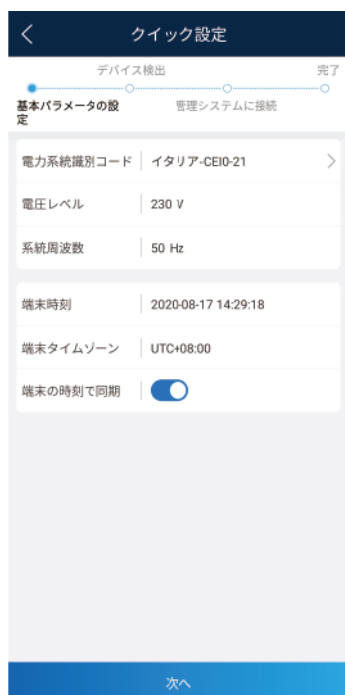 クイック設定
デバイス検出
完了
基本パラメータの設
定
管理システムに接続
電力系統識別コード
イタリア-CEI0-21
電圧レベル
230 V
系統周波数
50 Hz
端末時刻
2020-08-17 14:29:18
端末タイムゾーン
UTC+08:00
端末の時刻で同期
次へ